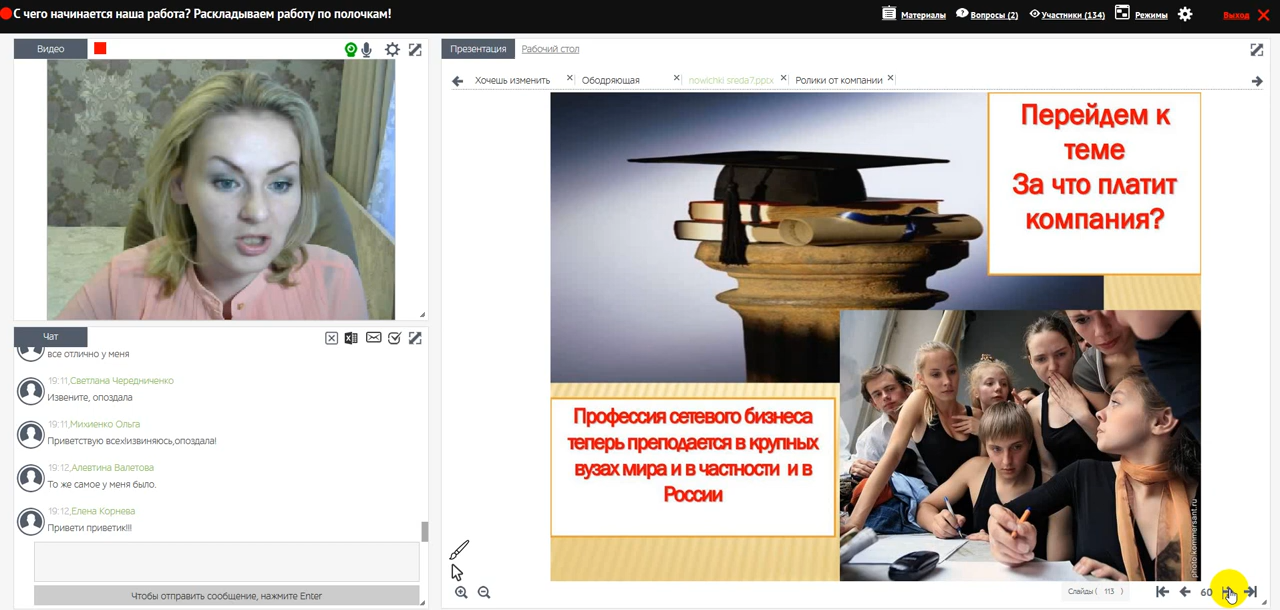 С чего начинается наша работа? Раскладываем работу по полочкам!
Материалы
Вопросы (2)
Участники (134)
Режимы
Выход
Видео
Презентация
Рабочий стол
Хочешь изменить
Ободряющая
nowichki sreda7.pptx
Ролики от компании
Перейдем к
теме
За что платит
компания?
Профессия сетевого бизнеса
теперь преподается в крупных
вузах мира и в частности и в
России
photo:kommersant.ru
Чат
все отлично у меня
19:11,Светлана Чередниченко
Извените, опоздала
19:11,Михиенко Ольга
Приветствую всех!извиняюсь,опоздала!
19:12,Алевтина Валетова
То же самое у меня было.
19:12,Елена Корнева
Привети приветик!!!
Чтобы отправить сообщение, нажмите Enter
Слайды ( 113 )
60